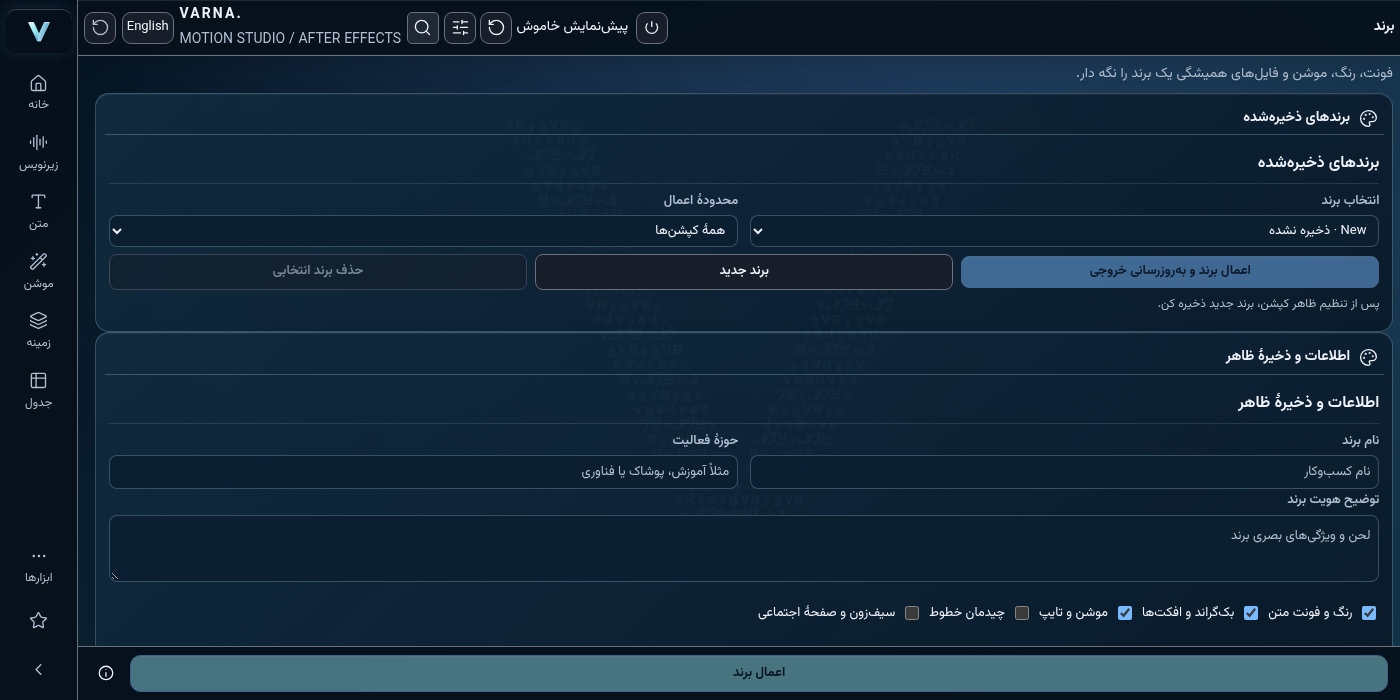 برند
پیش‌نمایش خاموش
English
VARNA.
MOTION STUDIO / AFTER EFFECTS
خانه
زیرنویس
متن
موشن
زمینه
جدول
ابزارها
فونت، رنگ، موشن و فایل‌های همیشگی یک برند را نگه دار.
برندهای ذخیره‌شده
برندهای ذخیره‌شده
انتخاب برند
محدودهٔ اعمال
New · ذخیره نشده
همهٔ کپشن‌ها
اعمال برند و به‌روزرسانی خروجی
برند جدید
حذف برند انتخابی
پس از تنظیم ظاهر کپشن، برند جدید ذخیره کن.
اطلاعات و ذخیرهٔ ظاهر
اطلاعات و ذخیرهٔ ظاهر
نام برند
حوزهٔ فعالیت
نام کسب‌وکار
مثلاً آموزش، پوشاک یا فناوری
توضیح هویت برند
لحن و ویژگی‌های بصری برند
رنگ و فونت متن
بک‌گراند و افکت‌ها
موشن و تایپ
چیدمان خطوط
سیف‌زون و صفحهٔ اجتماعی
اعمال برند